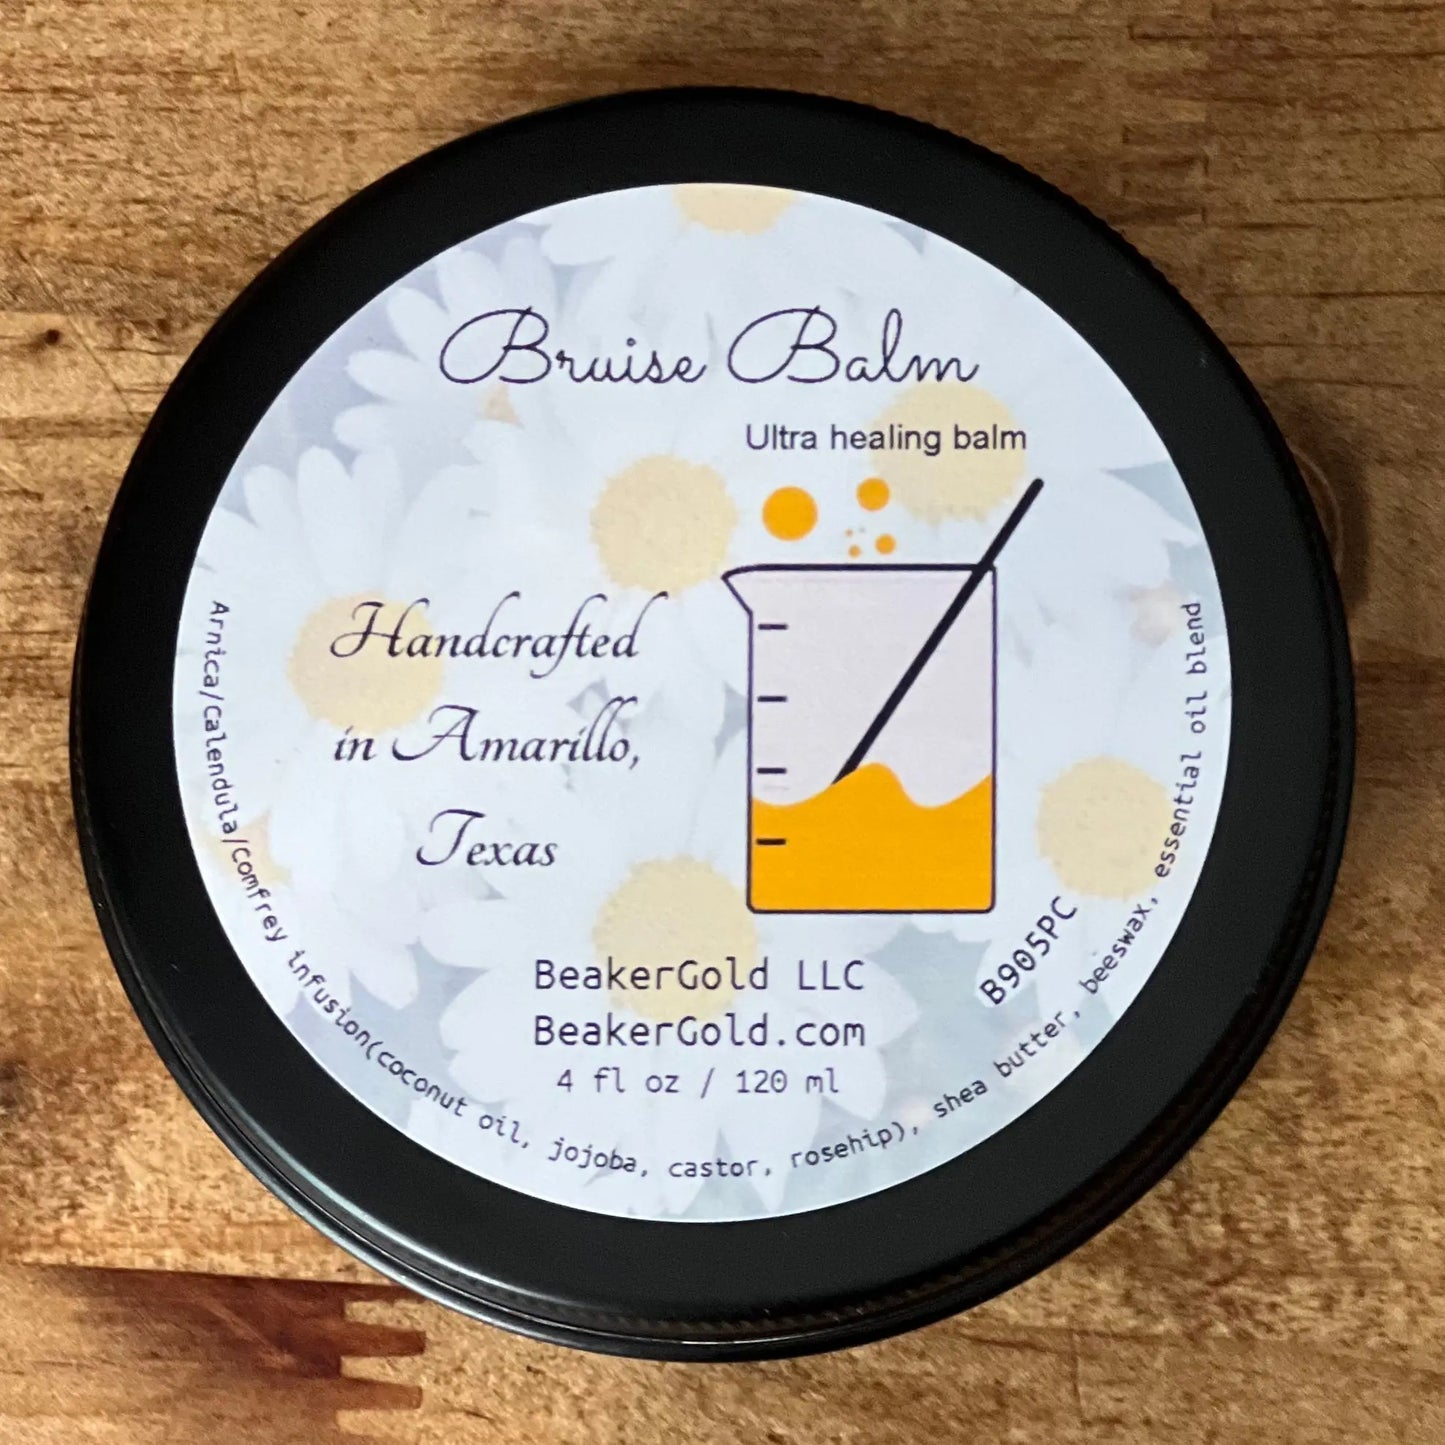 Bruise Balm
Ultra healing balm
Handcrafted
in Amarillo,
Texas
BeakerGold LLC
BeakerGold.com
4 fl oz / 120 ml
B905PC
Arnica/Calendula/Comfrey infusion(coconut oil, jojoba, castor, rosehip), shea butter, beeswax, essential oil blend